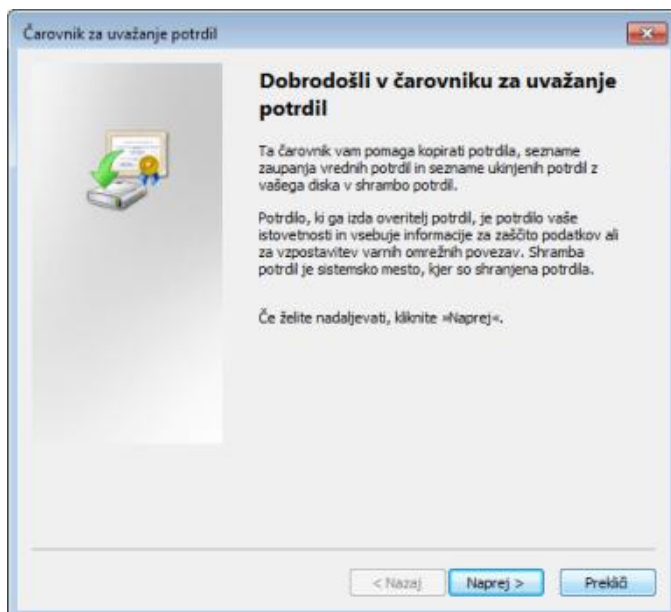 Čarovnik za uvažanje potrdil
Dobrodošli v čarovniku za uvažanje
potrdil
Ta čarovnik vam pomaga kopirati potrdila, sezname
zaupanja vrednih potrdil in sezname ukinjenih potrdil z
vašega diska v shrambo potrdil.
Potrdilo, ki ga izda overitelj potrdil, je potrdilo vaše
istovetnosti in vsebuje informacije za zaščito podatkov ali
za vzpostavitev varnih omrežnih povezav. Shramba
potrdil je sistemsko mesto, kjer so shranjena potrdila.
Če želite nadaljevati, kliknite »Naprej«.
< Nazaj
Naprej >
Prekliči